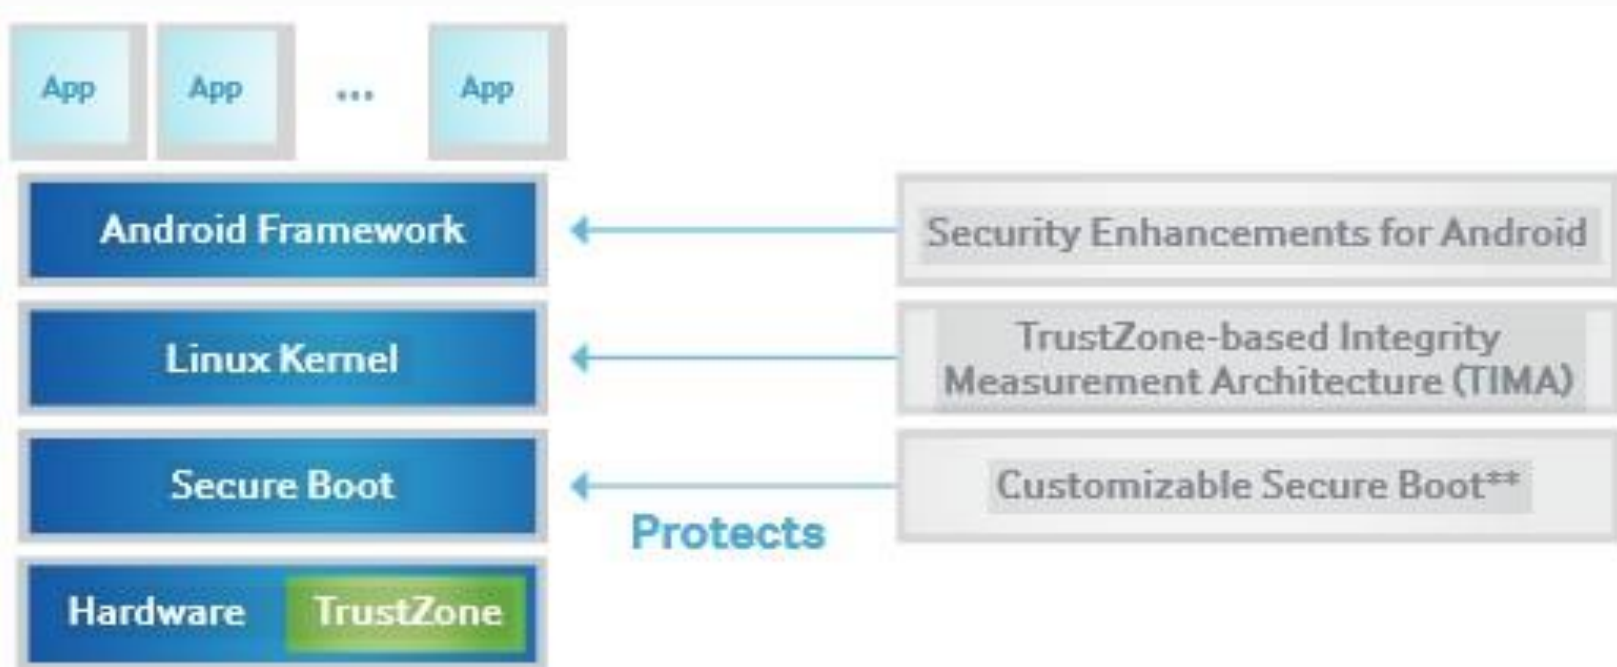 App
App
...
App
Android Framework
Security Enhancements for Android
Linux Kernel
TrustZone-based Integrity
Measurement Architecture (TIMA)
Secure Boot
Customizable Secure Boot**
Protects
Hardware
TrustZone